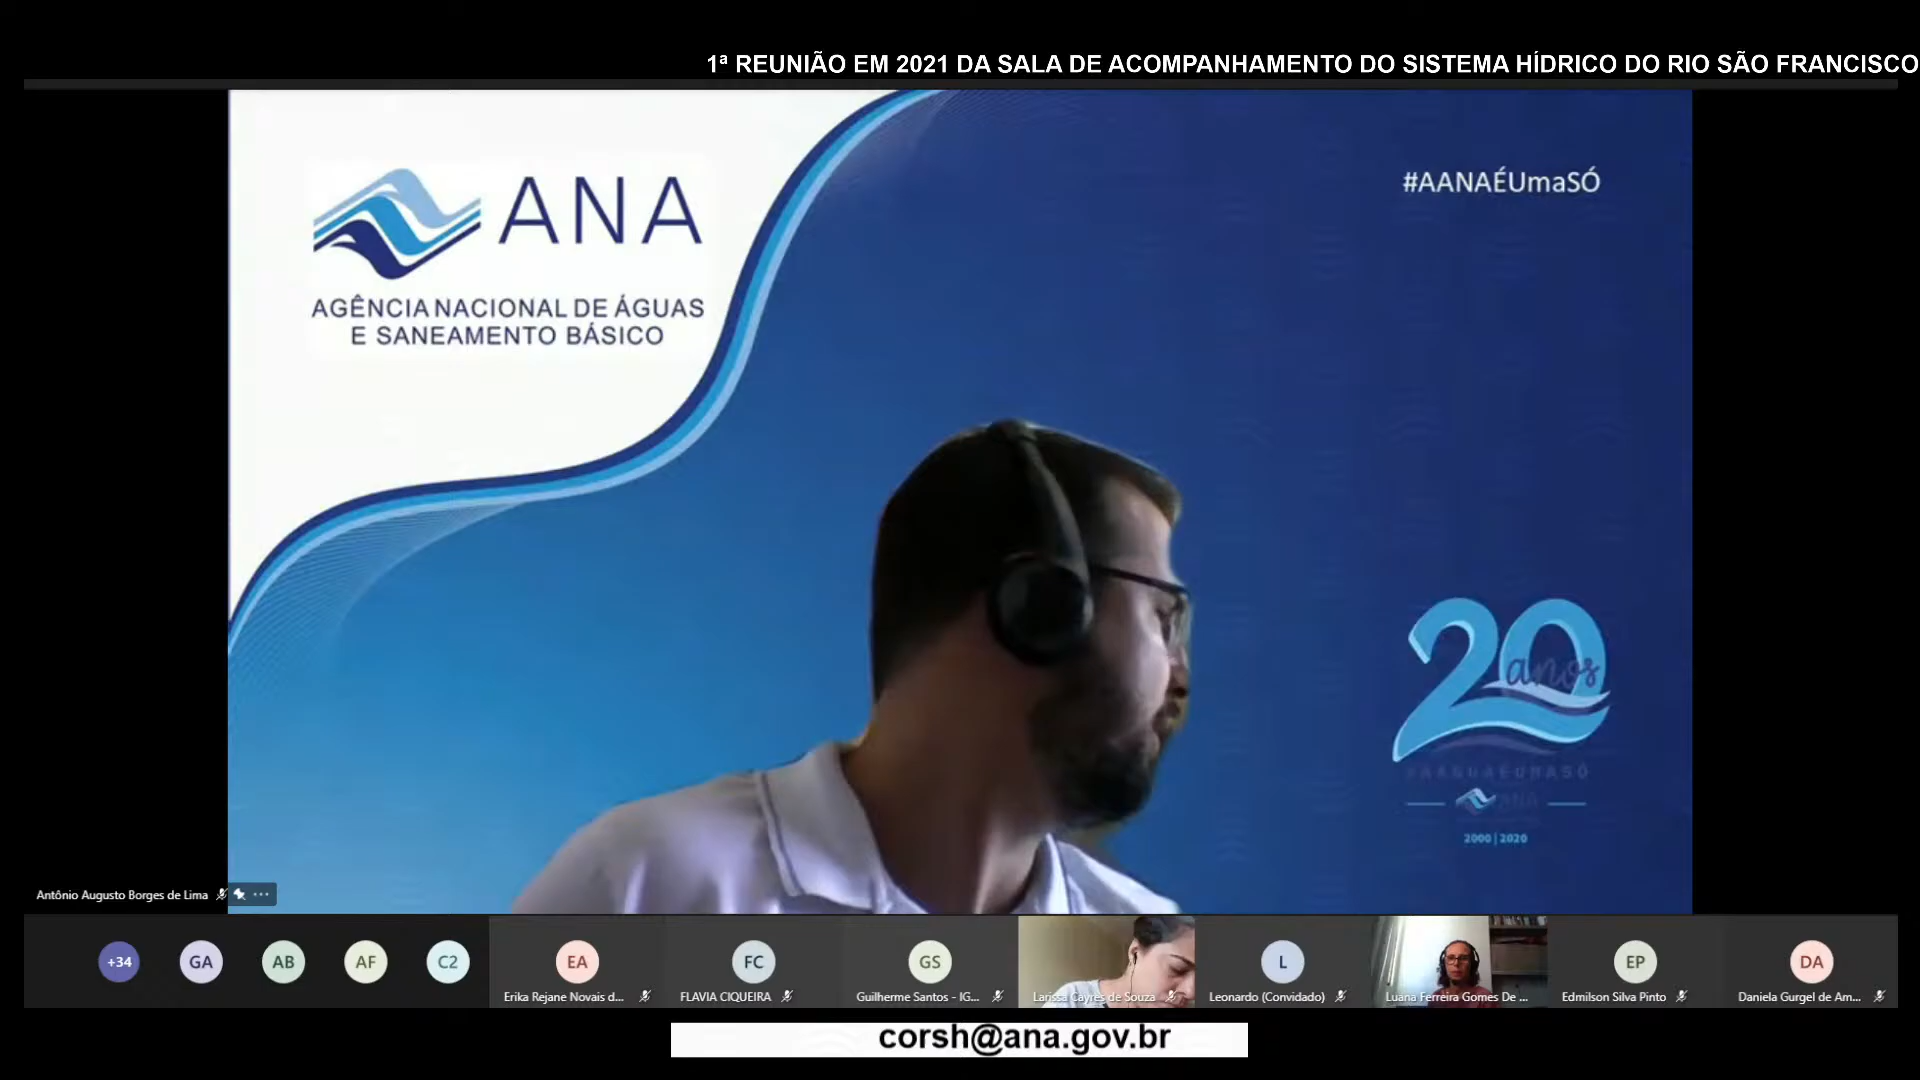 1ª REUNIÃO EM 2021 DA SALA DE ACOMPANHAMENTO DO SISTEMA HÍDRICO DO RIO SÃO FRANCISCO
ANA
#AANAÉUmaSÓ
AGÊNCIA NACIONAL DE ÁGUAS
E SANEAMENTO BÁSICO
20
anos
#AÁGUAÉUMASÓ
ANA
2000 | 2020
Antônio Augusto Borges de Lima
+34
GA
AB
AF
C2
EA
FC
GS
L
EP
DA
Erika Rejane Novais d...
FLAVIA CIQUEIRA
Guilherme Santos - IG...
Larissa Cayres de Souza
Leonardo (Convidado)
Luana Ferreira Gomes De ...
Edmilson Silva Pinto
Daniela Gurgel de Am...
corsh@ana.gov.br